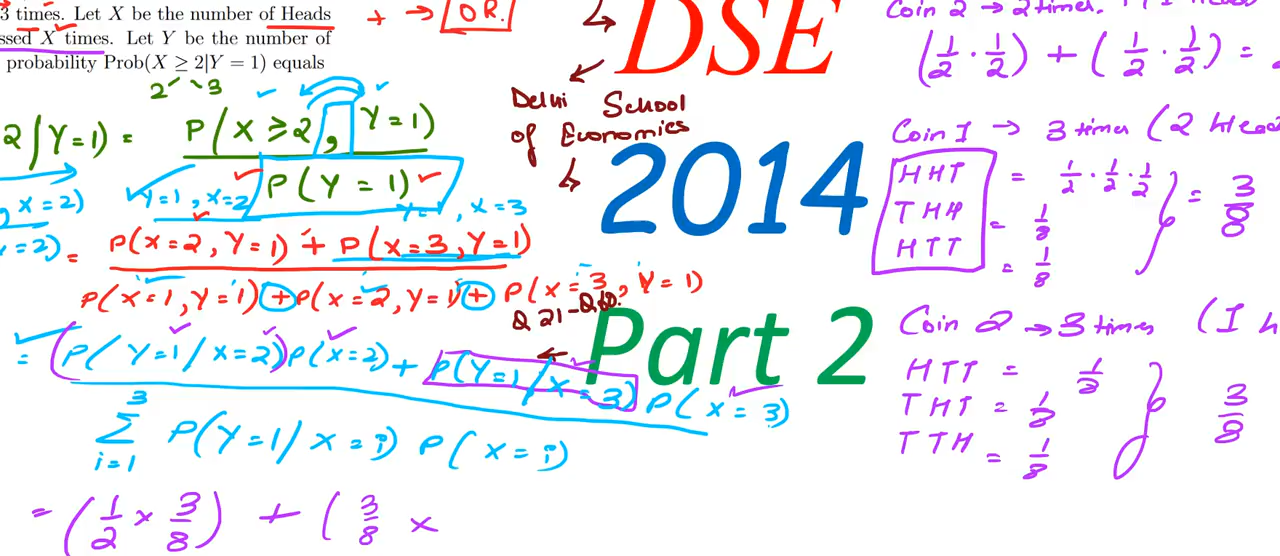 3 times. Let X be the number of Heads
ssed X times. Let Y be the number of
probability Prob(X ≥ 2|Y = 1) equals
+ → OR.
2 3
2/Y=1) = P(X ≥ 2, Y=1)
P(Y = 1)
, x=2) Y=1, x=2
, x=3
x=2) = P(x=2, Y=1) + P(x=3, Y=1)
P(x=1, Y=1) + P(x=2, Y=1) + P(x=3, Y=1)
= (P(Y=1/x=2) P(x=2) + P(Y=1/x=3) P(x=3)
3
Σ P(Y=1/x=i) P(x=i)
i=1
= (1/2 × 3/8) + (3/8 ×
DSE
Delhi School
of Economics
2014
Q 21-
Part 2
Coin 2 → 2 times.
(1/2 · 1/2) + (1/2 · 1/2) =
Coin 1 → 3 times (2 Head
HHT = 1/2 · 1/2 · 1/2
THH = 1/8 = 3/8
HTT = 1/8
Coin 2 → 3 times (1 H
HTT = 1/8
THT = 1/8 3/8
TTH = 1/8